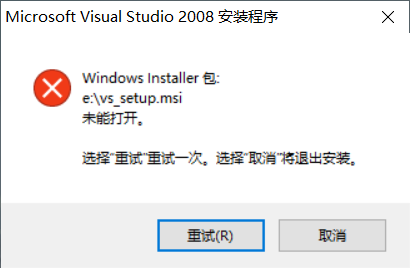 Microsoft Visual Studio 2008 安装程序
Windows Installer 包:
e:\vs_setup.msi
未能打开。
选择“重试”重试一次。选择“取消”将退出安装。
重试(R)
取消